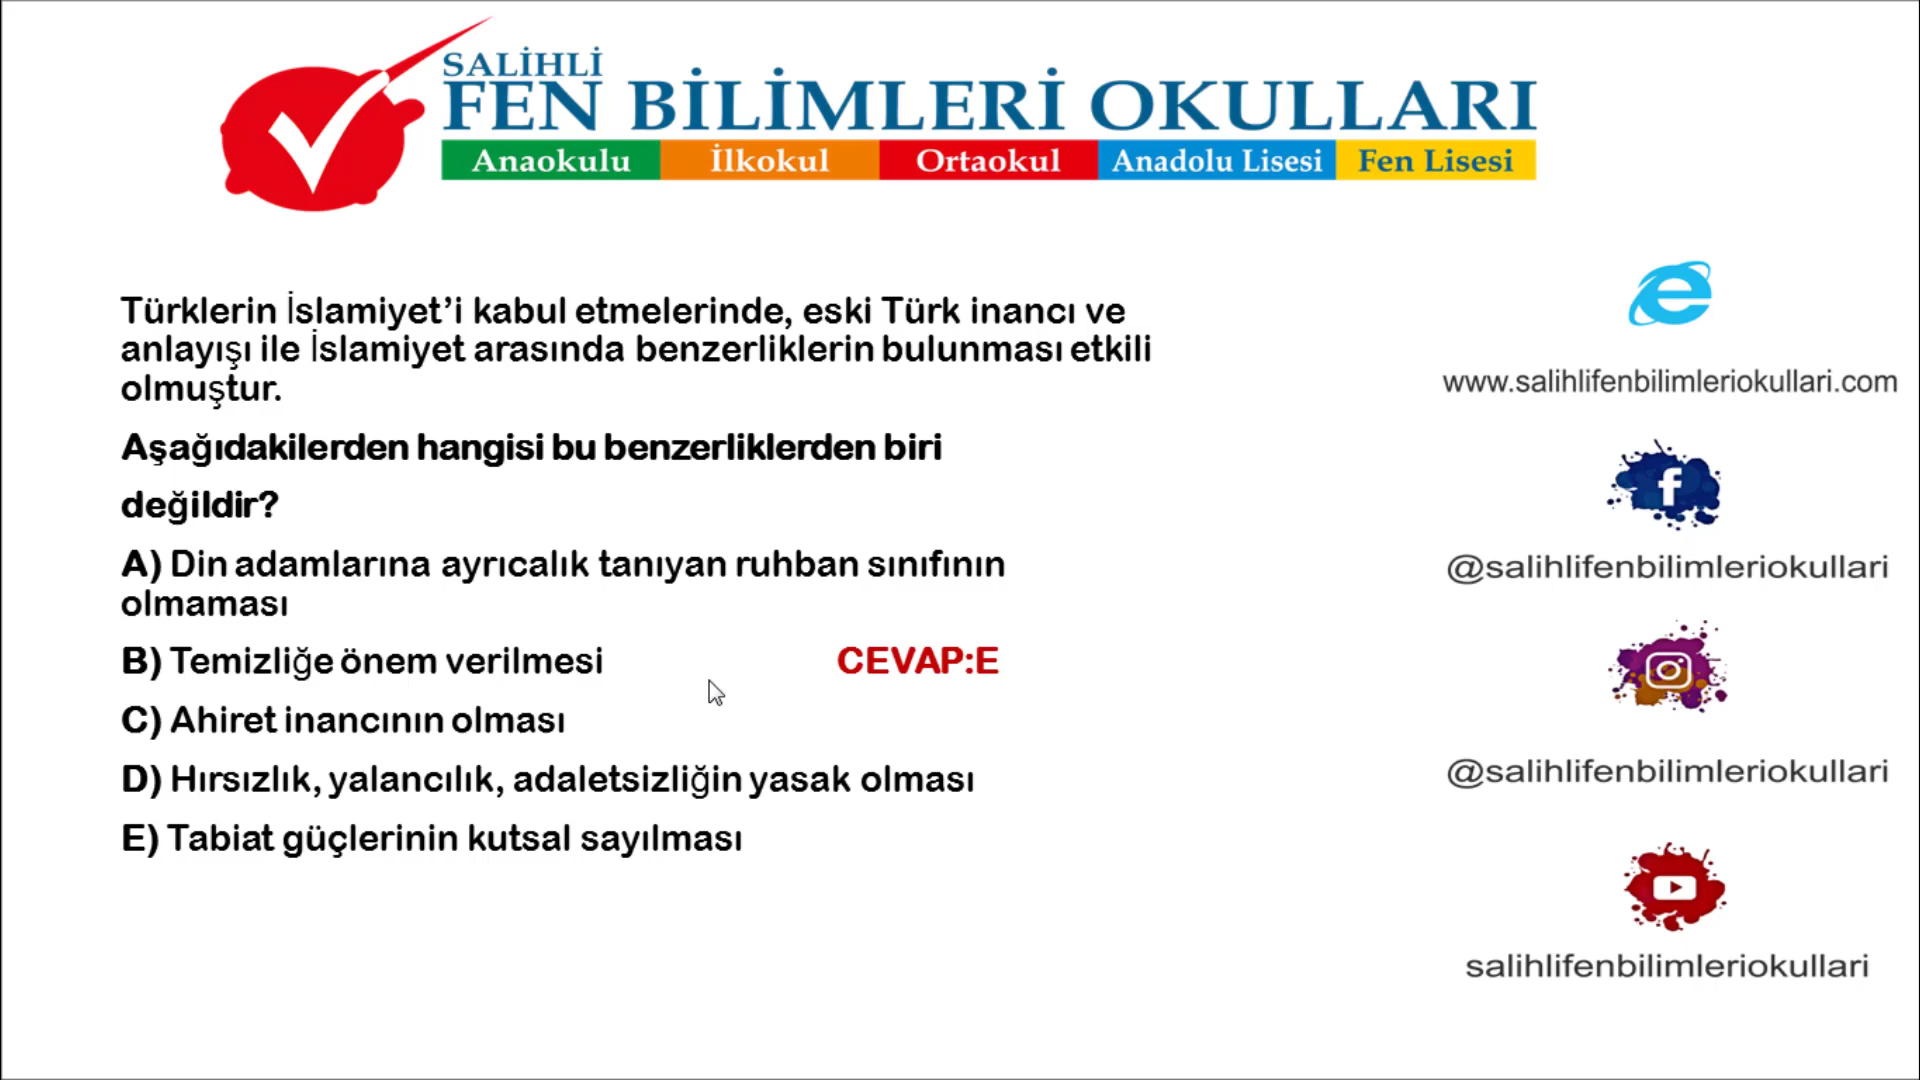 SALİHLİ
FEN BİLİMLERİ OKULLARI
Anaokulu İlkokul Ortaokul Anadolu Lisesi Fen Lisesi
Türklerin İslamiyet’i kabul etmelerinde, eski Türk inancı ve
anlayışı ile İslamiyet arasında benzerliklerin bulunması etkili
olmuştur.
Aşağıdakilerden hangisi bu benzerliklerden biri
değildir?
A) Din adamlarına ayrıcalık tanıyan ruhban sınıfının
olmaması
B) Temizliğe önem verilmesi
CEVAP:E
C) Ahiret inancının olması
D) Hırsızlık, yalancılık, adaletsizliğin yasak olması
E) Tabiat güçlerinin kutsal sayılması
www.salihlifenbilimleriokullari.com
@salihlifenbilimleriokullari
@salihlifenbilimleriokullari
salihlifenbilimleriokullari